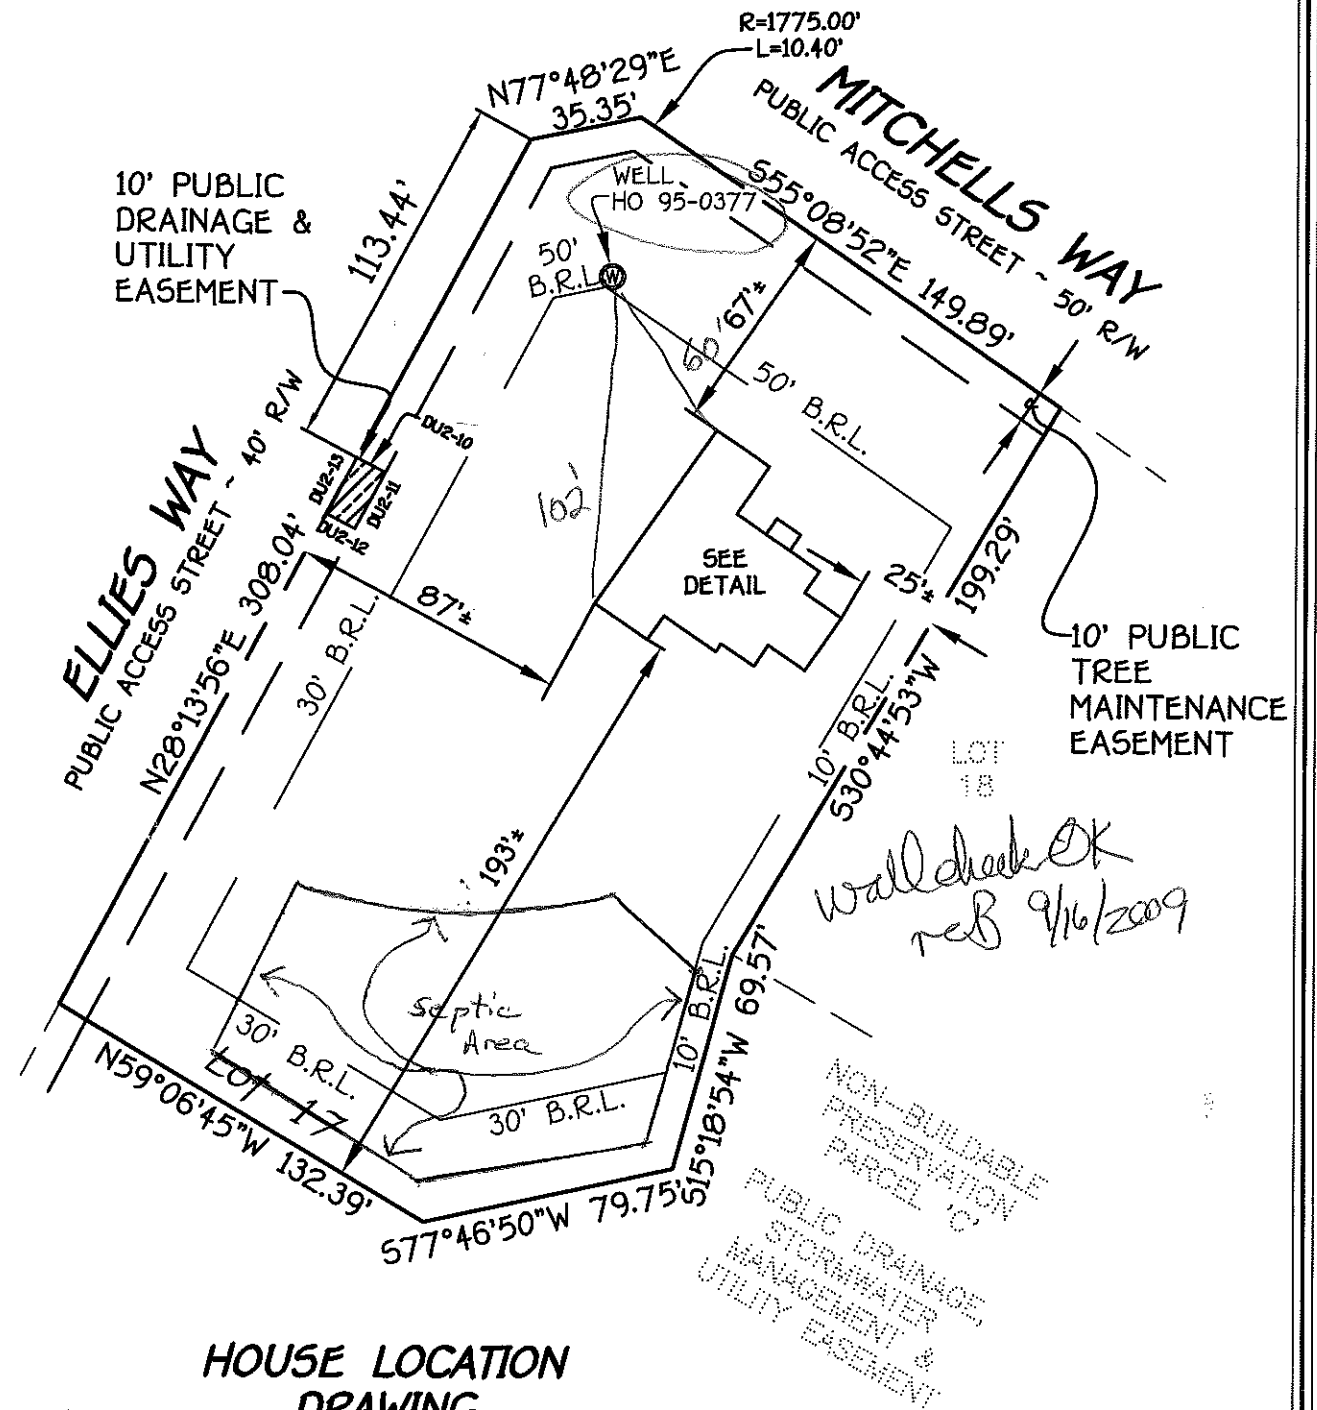 R=1775.00'
L=10.40'
N77°48'29"E
35.35'
MITCHELLS WAY
PUBLIC ACCESS STREET ~ 50' R/W
S55°08'52"E 149.89'
10' PUBLIC
DRAINAGE &
UTILITY
EASEMENT
113.44'
WELL
HO 95-0377
50'
B.R.L.
W
67'±
60'
50' B.R.L.
ELLIES WAY
PUBLIC ACCESS STREET ~ 40' R/W
N28°13'56"E 308.04'
DU2-10
DU2-13
DU2-11
DU2-12
102'
SEE
DETAIL
25'±
199.29'
87'±
30' B.R.L.
10' PUBLIC
TREE
MAINTENANCE
EASEMENT
10' B.R.L.
S30°44'53"W
LOT
18
Wall check OK
9/16/2009
193'±
Septic
Area
30' B.R.L.
Lot 17
30' B.R.L.
10' B.R.L.
S15°18'54"W 69.57'
N59°06'45"W 132.39'
S77°46'50"W 79.75'
NON-BUILDABLE
PRESERVATION
PARCEL 'C'
PUBLIC DRAINAGE,
STORMWATER
MANAGEMENT &
UTILITY EASEMENT
HOUSE LOCATION
DRAWING